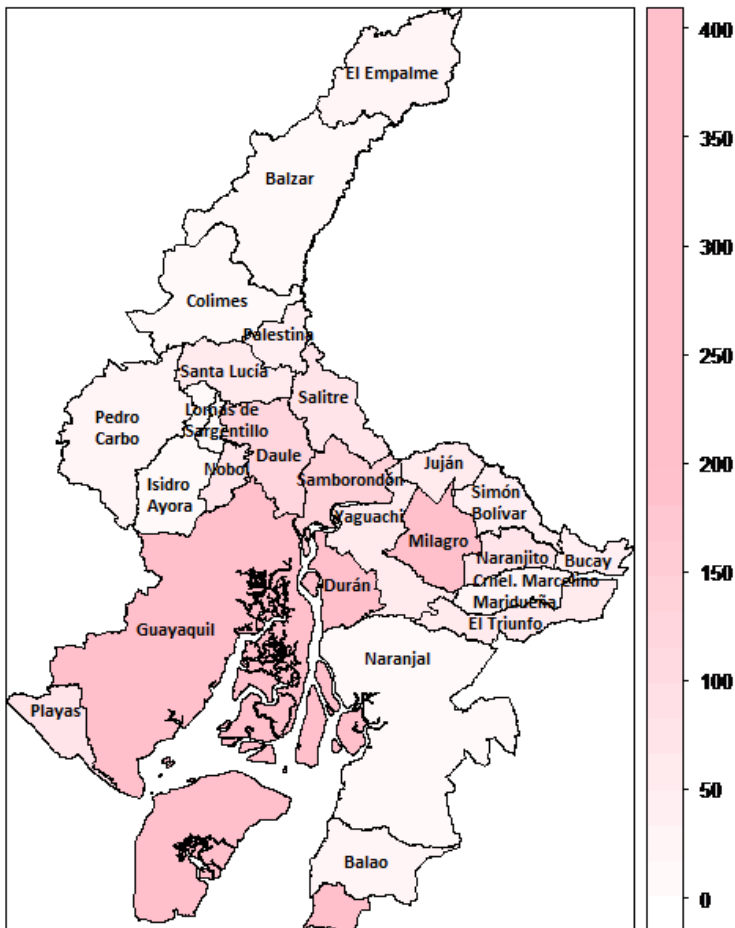 El Empalme
Balzar
Colimes
Palestina
Santa Lucía
Salitre
Pedro
Carbo
Lomas de
Sargentillo
Daule
Nobol
Isidro
Ayora
Samborondón
Juján
Simón
Bolívar
Yaguachi
Milagro
Naranjito
Bucay
Cnel. Marcelino
Maridueña
Durán
El Triunfo
Guayaquil
Naranjal
Playas
Balao
400
350
300
250
200
150
100
50
0